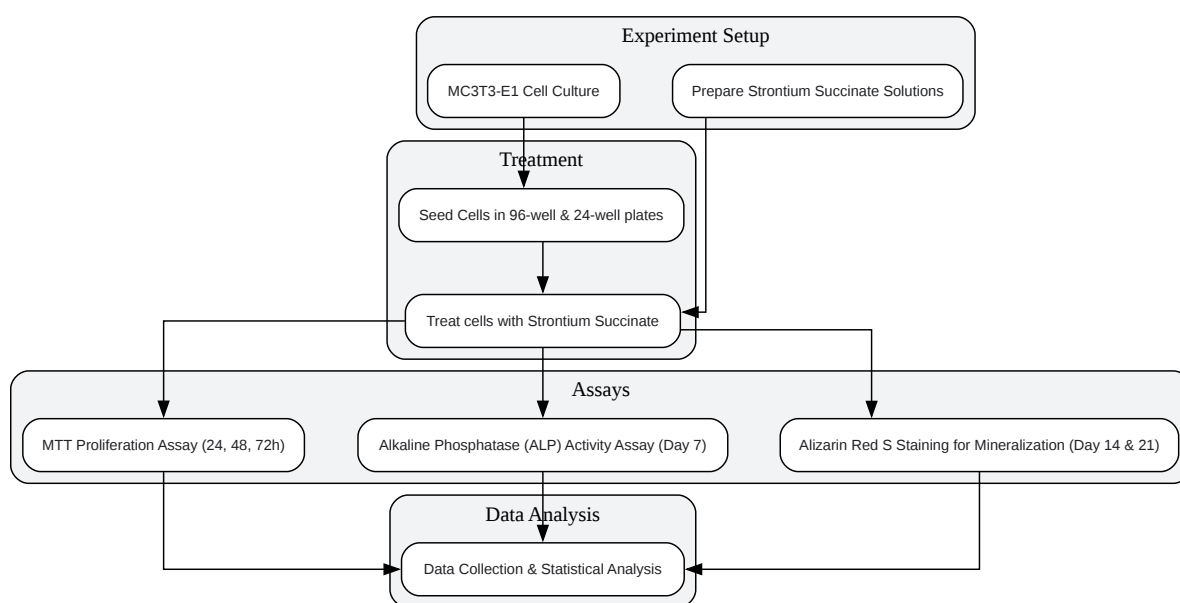 Experiment Setup
MC3T3-E1 Cell Culture
Prepare Strontium Succinate Solutions
Treatment
Seed Cells in 96-well & 24-well plates
Treat cells with Strontium Succinate
Assays
MTT Proliferation Assay (24, 48, 72h)
Alkaline Phosphatase (ALP) Activity Assay (Day 7)
Alizarin Red S Staining for Mineralization (Day 14 & 21)
Data Analysis
Data Collection & Statistical Analysis